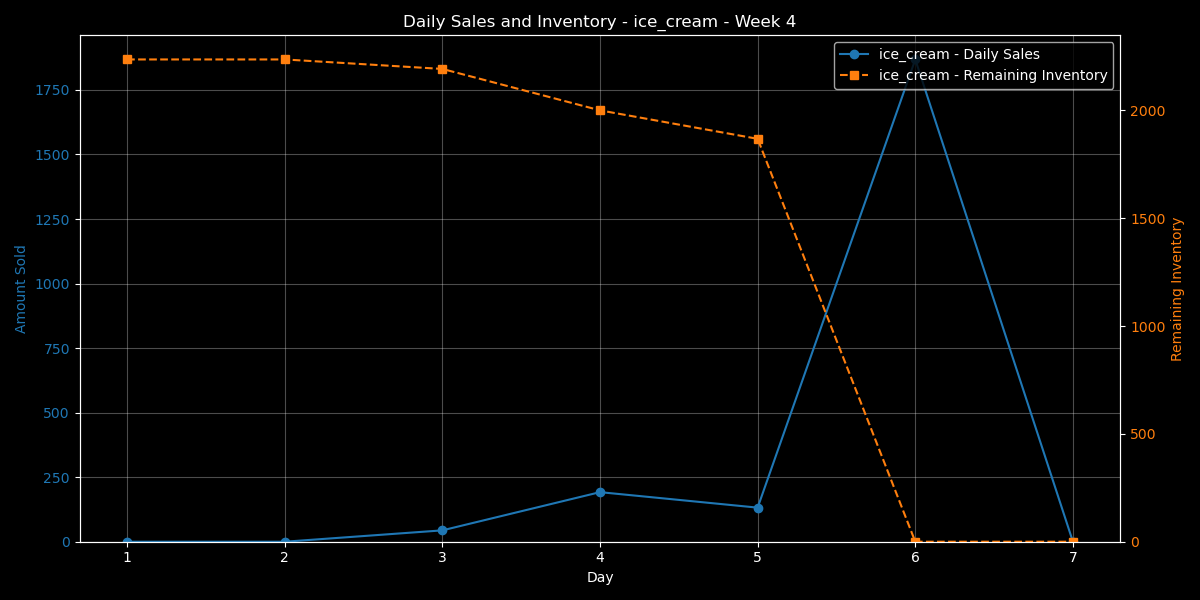 Daily Sales and Inventory - ice_cream - Week 4
ice_cream - Daily Sales
ice_cream - Remaining Inventory
Amount Sold
1750
1500
1250
1000
750
500
250
0
2000
1500
1000
500
0
Remaining Inventory
1 2 3 4 5 6 7
Day